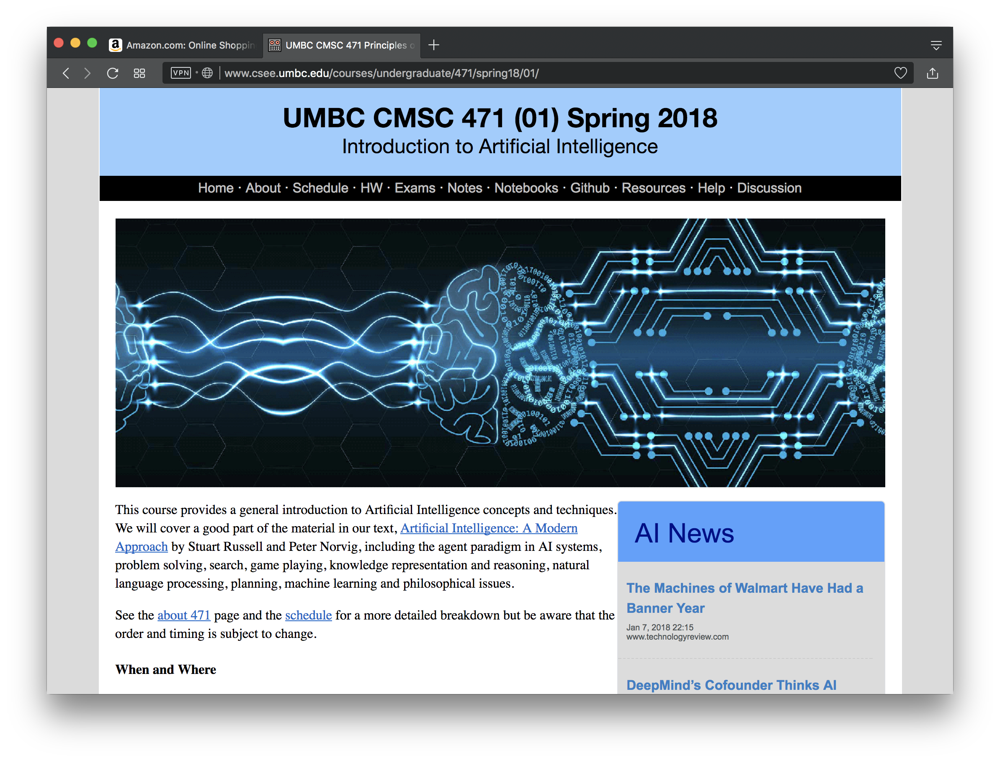 Amazon.com: Online Shoppin
UMBC CMSC 471 Principles o
VPN
www.csee.umbc.edu/courses/undergraduate/471/spring18/01/
UMBC CMSC 471 (01) Spring 2018
Introduction to Artificial Intelligence
Home · About · Schedule · HW · Exams · Notes · Notebooks · Github · Resources · Help · Discussion
This course provides a general introduction to Artificial Intelligence concepts and techniques.
We will cover a good part of the material in our text, Artificial Intelligence: A Modern
Approach by Stuart Russell and Peter Norvig, including the agent paradigm in AI systems,
problem solving, search, game playing, knowledge representation and reasoning, natural
language processing, planning, machine learning and philosophical issues.
See the about 471 page and the schedule for a more detailed breakdown but be aware that the
order and timing is subject to change.
When and Where
AI News
The Machines of Walmart Have Had a
Banner Year
Jan 7, 2018 22:15
www.technologyreview.com
DeepMind’s Cofounder Thinks AI